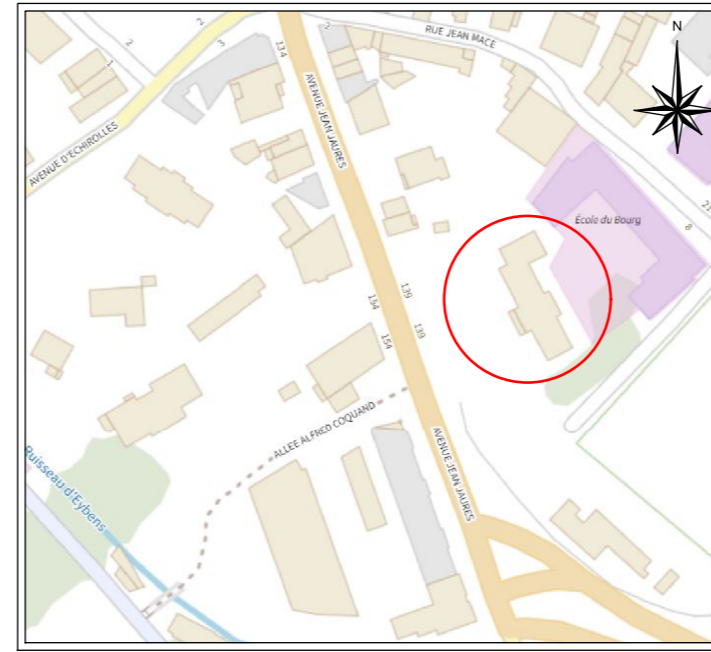 2
2
3
1
134
2
RUE JEAN MACE
N
AVENUE D'ECHIROLLES
AVENUE JEAN JAURES
École du Bourg
21
8
139
154
139
154
ALLEE ALFRED COQUAND
AVENUE JEAN JAURES
Ruisseau d'Eybens